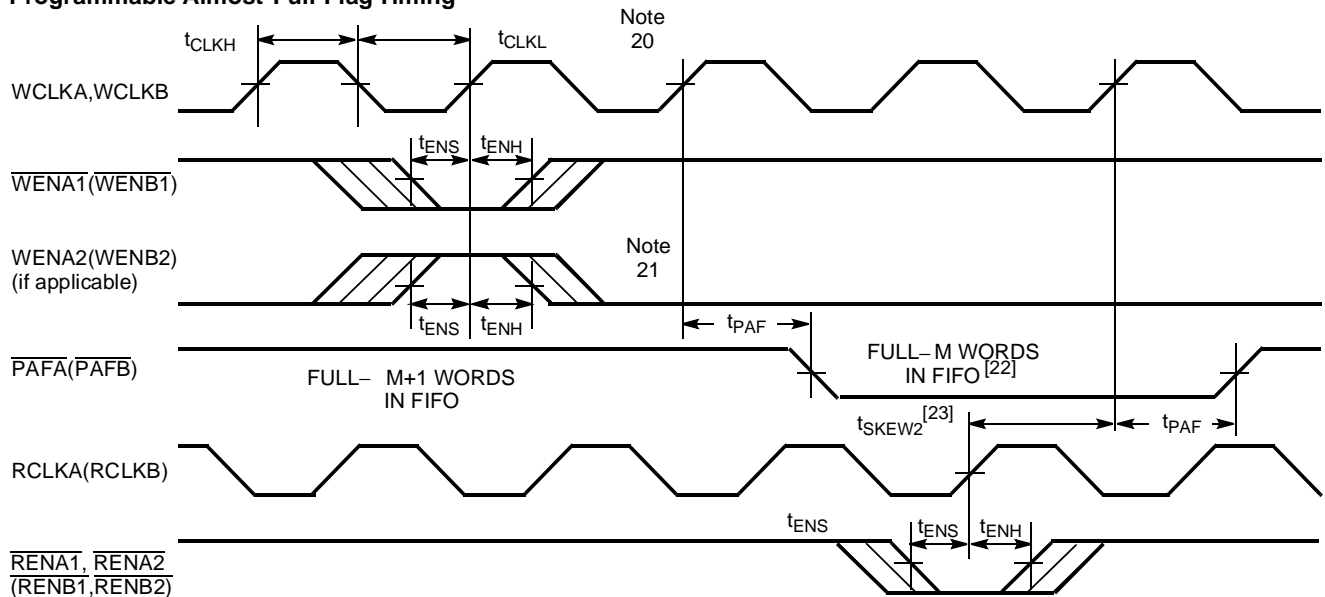 Programmable Almost Full Flag Timing
tCLKH
tCLKL
Note
20
WCLKA,WCLKB
tENS
tENH
WENA1(WENB1)
WENA2(WENB2)
(if applicable)
Note
21
tENS
tENH
tPAF
PAFA(PAFB)
FULL– M+1 WORDS
IN FIFO
FULL– M WORDS
IN FIFO[22]
tSKEW2[23]
tPAF
RCLKA(RCLKB)
tENS
tENS
tENH
RENA1, RENA2
(RENB1,RENB2)